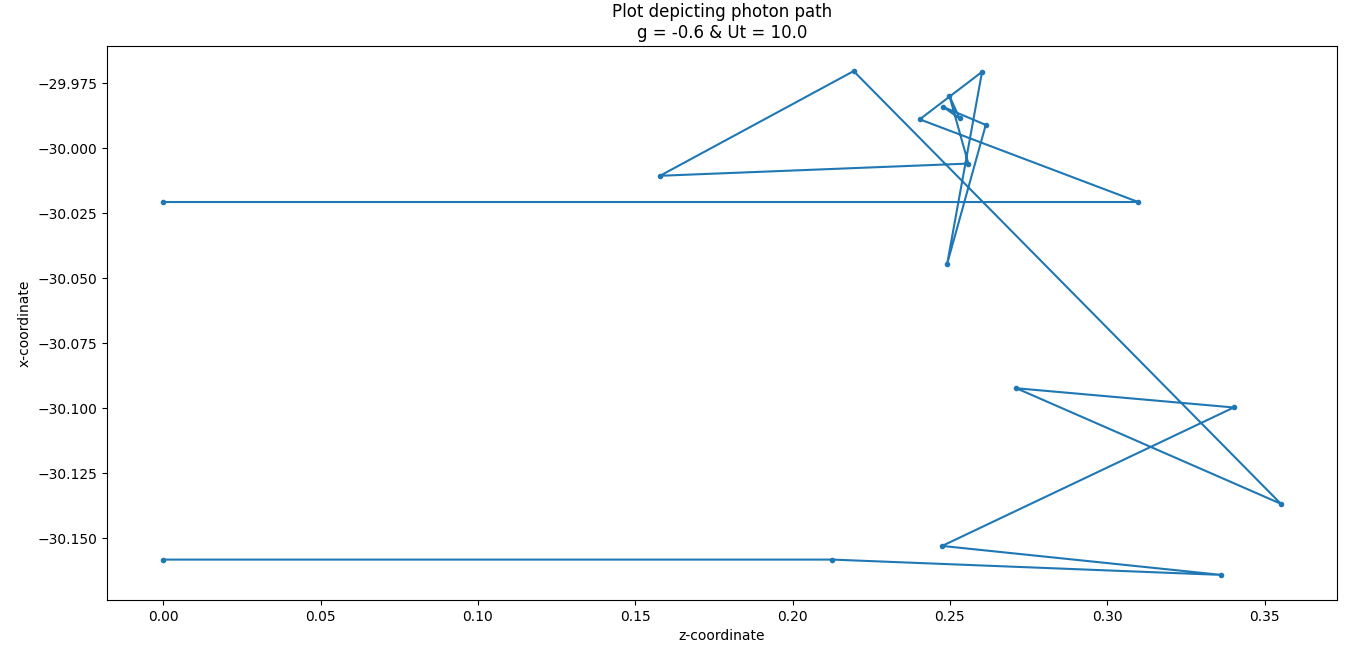 Plot depicting photon path
g = -0.6 & Ut = 10.0
−29.975
−30.000
−30.025
−30.050
−30.075
−30.100
−30.125
−30.150
x-coordinate
0.00 0.05 0.10 0.15 0.20 0.25 0.30 0.35
z-coordinate